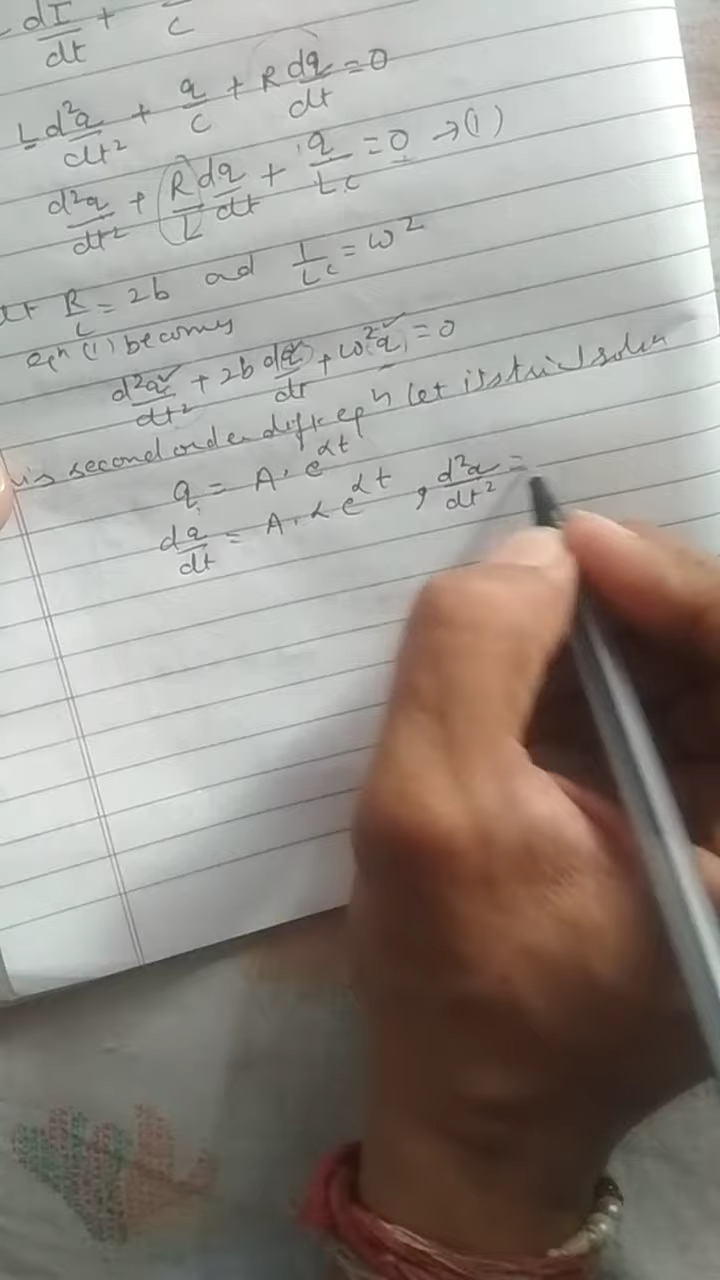 dI/dt + /c
L d²q/dt² + q/c + R dq/dt = 0
d²q/dt² + R/L dq/dt + q/Lc = 0 → (1)
R/L = 2b and 1/Lc = ω²
eqn (1) becomes
d²q/dt² + 2b dq/dt + ω²q = 0
is second order diff eqn let its trial soln
q = A. e^αt
dq/dt = A. α e^αt , d²q/dt² =